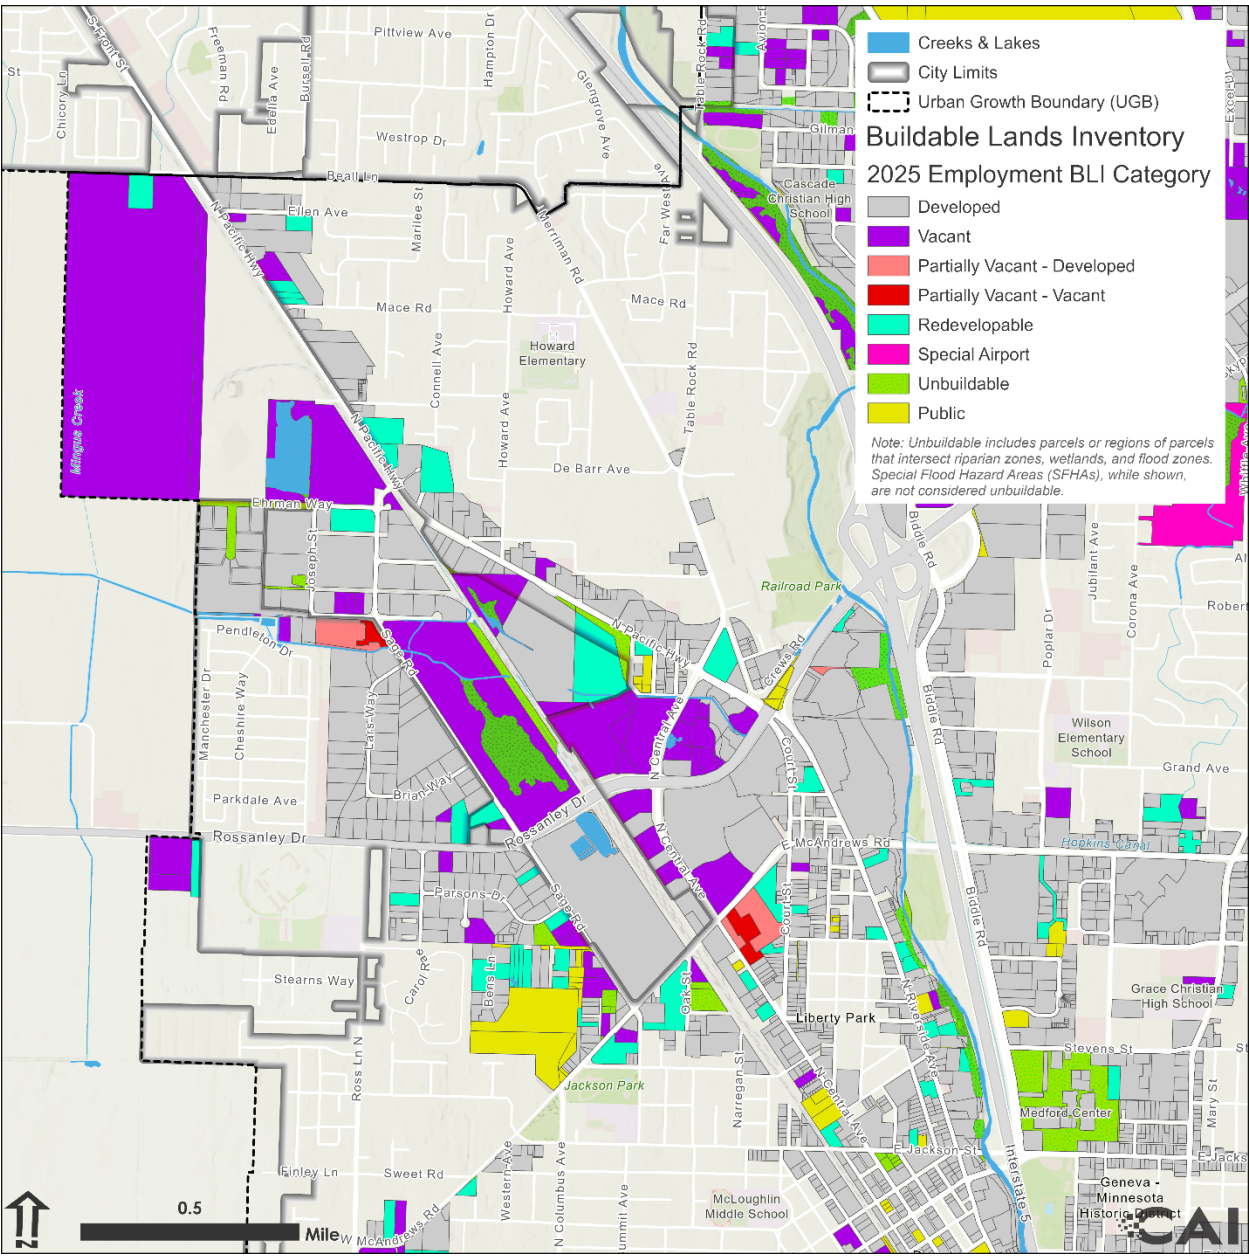 S Front St
Freeman Rd
Pittview Ave
Hampton Dr
Table Rock Rd
Avion D
St
Chicory Ln
Edella Ave
Bursell Rd
Glengrove Ave
Westrop Dr
Gilman
Excel Dr
Creeks & Lakes
City Limits
Urban Growth Boundary (UGB)
Buildable Lands Inventory
2025 Employment BLI Category
Developed
Vacant
Partially Vacant - Developed
Partially Vacant - Vacant
Redevelopable
Special Airport
Unbuildable
Public
Note: Unbuildable includes parcels or regions of parcels
that intersect riparian zones, wetlands, and flood zones.
Special Flood Hazard Areas (SFHAs), while shown,
are not considered unbuildable.
Beall Ln
Far West Ave
Cascade
Christian High
School
Ellen Ave
N Pacific Hwy
Marilee St
Merriman Rd
Howard Ave
Mace Rd
Mace Rd
Howard
Elementary
Connell Ave
Table Rock Rd
Mingus Creek
Howard Ave
N Pacific Hwy
De Barr Ave
Ehrman Way
Joseph St
Biddle Rd
Jubilant Ave
Corona Ave
Al
Railroad Park
Robert
Pendleton Dr
Sage Rd
N Pacific Hwy
Crews Rd
Poplar Dr
Manchester Dr
Cheshire Way
Lars Way
Biddle Rd
N Central Ave
Court St
Wilson
Elementary
School
Grand Ave
Parkdale Ave
Brian Way
Rossanley Dr
Rossanley Dr
N Central Ave
E McAndrews Rd
Hopkins Canal
Parsons Dr
Sage Rd
Court St
Biddle Rd
Stearns Way
Carol Rae
Bens Ln
Oak St
Grace Christian
High School
N Riverside Ave
Liberty Park
Ross Ln N
Stevens St
St
Jackson Park
Narregan St
N Central Ave
Medford Center
Mary St
E Jackson St
E Jacks
Finley Ln
Sweet Rd
Western Ave
N Columbus Ave
McLoughlin
Middle School
Interstate 5
Geneva -
Minnesota
Historic District
0.5
Mile
W McAndrews Rd
N
CAI